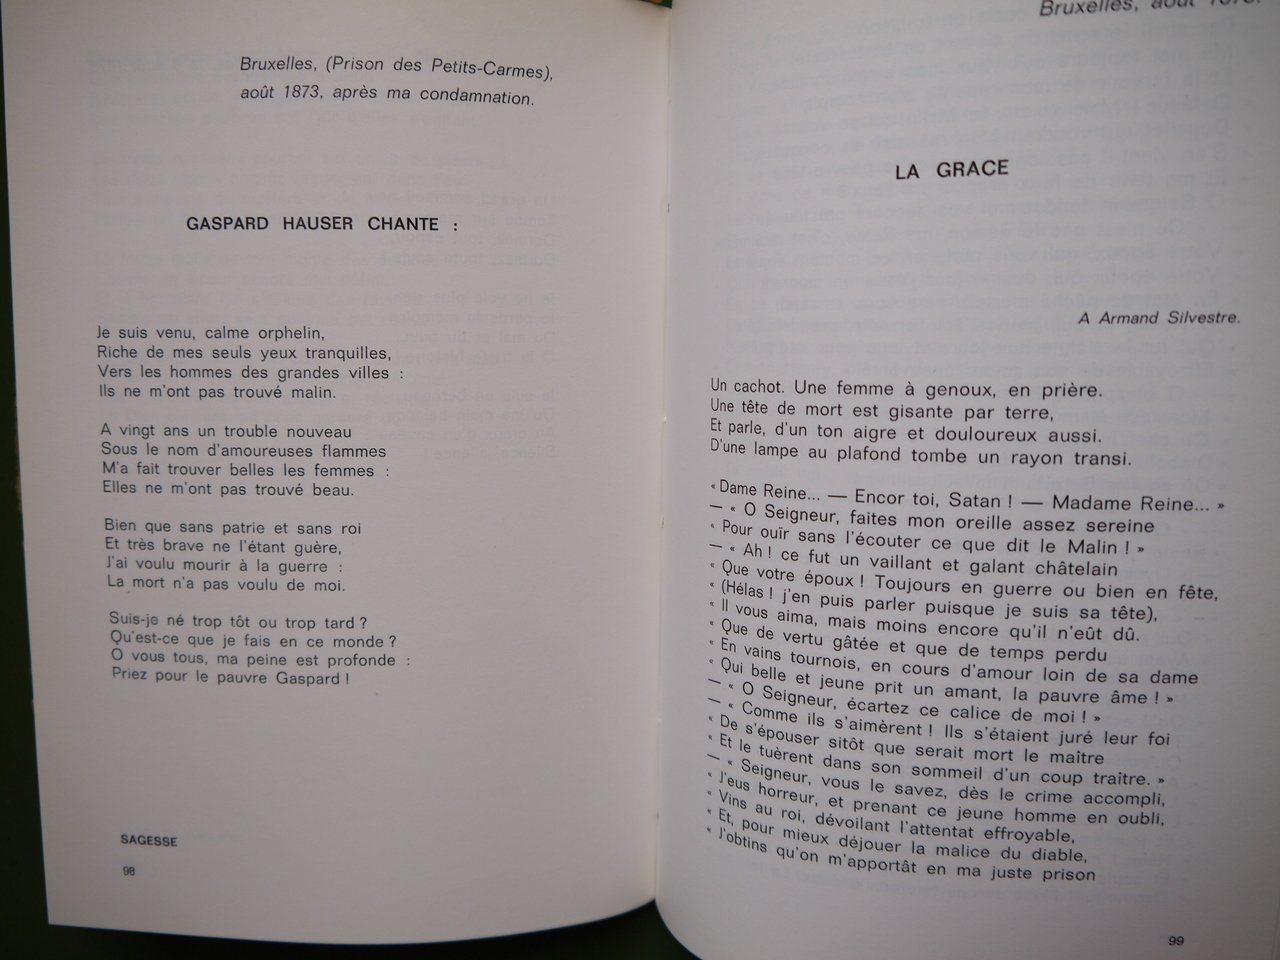 Bruxelles, (Prison des Petits-Carmes),
août 1873, après ma condamnation.
GASPARD HAUSER CHANTE :
Je suis venu, calme orphelin,
Riche de mes seuls yeux tranquilles,
Vers les hommes des grandes villes :
Ils ne m'ont pas trouvé malin.
A vingt ans un trouble nouveau
Sous le nom d'amoureuses flammes
M'a fait trouver belles les femmes :
Elles ne m'ont pas trouvé beau.
Bien que sans patrie et sans roi
Et très brave ne l'étant guère,
J'ai voulu mourir à la guerre :
La mort n'a pas voulu de moi.
Suis-je né trop tôt ou trop tard ?
Qu'est-ce que je fais en ce monde ?
O vous tous, ma peine est profonde :
Priez pour le pauvre Gaspard !
SAGESSE
98
Bruxelles, août
LA GRACE
A Armand Silvestre.
Un cachot. Une femme à genoux, en prière.
Une tête de mort est gisante par terre,
Et parle, d'un ton aigre et douloureux aussi.
D'une lampe au plafond tombe un rayon transi.
« Dame Reine... — Encor toi, Satan ! — Madame Reine... »
— « O Seigneur, faites mon oreille assez sereine
« Pour ouïr sans l'écouter ce que dit le Malin ! »
— « Ah ! ce fut un vaillant et galant châtelain
« Que votre époux ! Toujours en guerre ou bien en fête,
« (Hélas ! j'en puis parler puisque je suis sa tête),
« Il vous aima, mais moins encore qu'il n'eût dû.
« Que de vertu gâtée et que de temps perdu
« En vains tournois, en cours d'amour loin de sa dame
« Qui belle et jeune prit un amant, la pauvre âme ! »
— « O Seigneur, écartez ce calice de moi ! »
— « Comme ils s'aimèrent ! Ils s'étaient juré leur foi
« De s'épouser sitôt que serait mort le maître
« Et le tuèrent dans son sommeil d'un coup traître. »
— « Seigneur, vous le savez, dès le crime accompli,
« J'eus horreur, et prenant ce jeune homme en oubli,
« Vins au roi, dévoilant l'attentat effroyable,
« Et, pour mieux déjouer la malice du diable,
« J'obtins qu'on m'apportât en ma juste prison
99